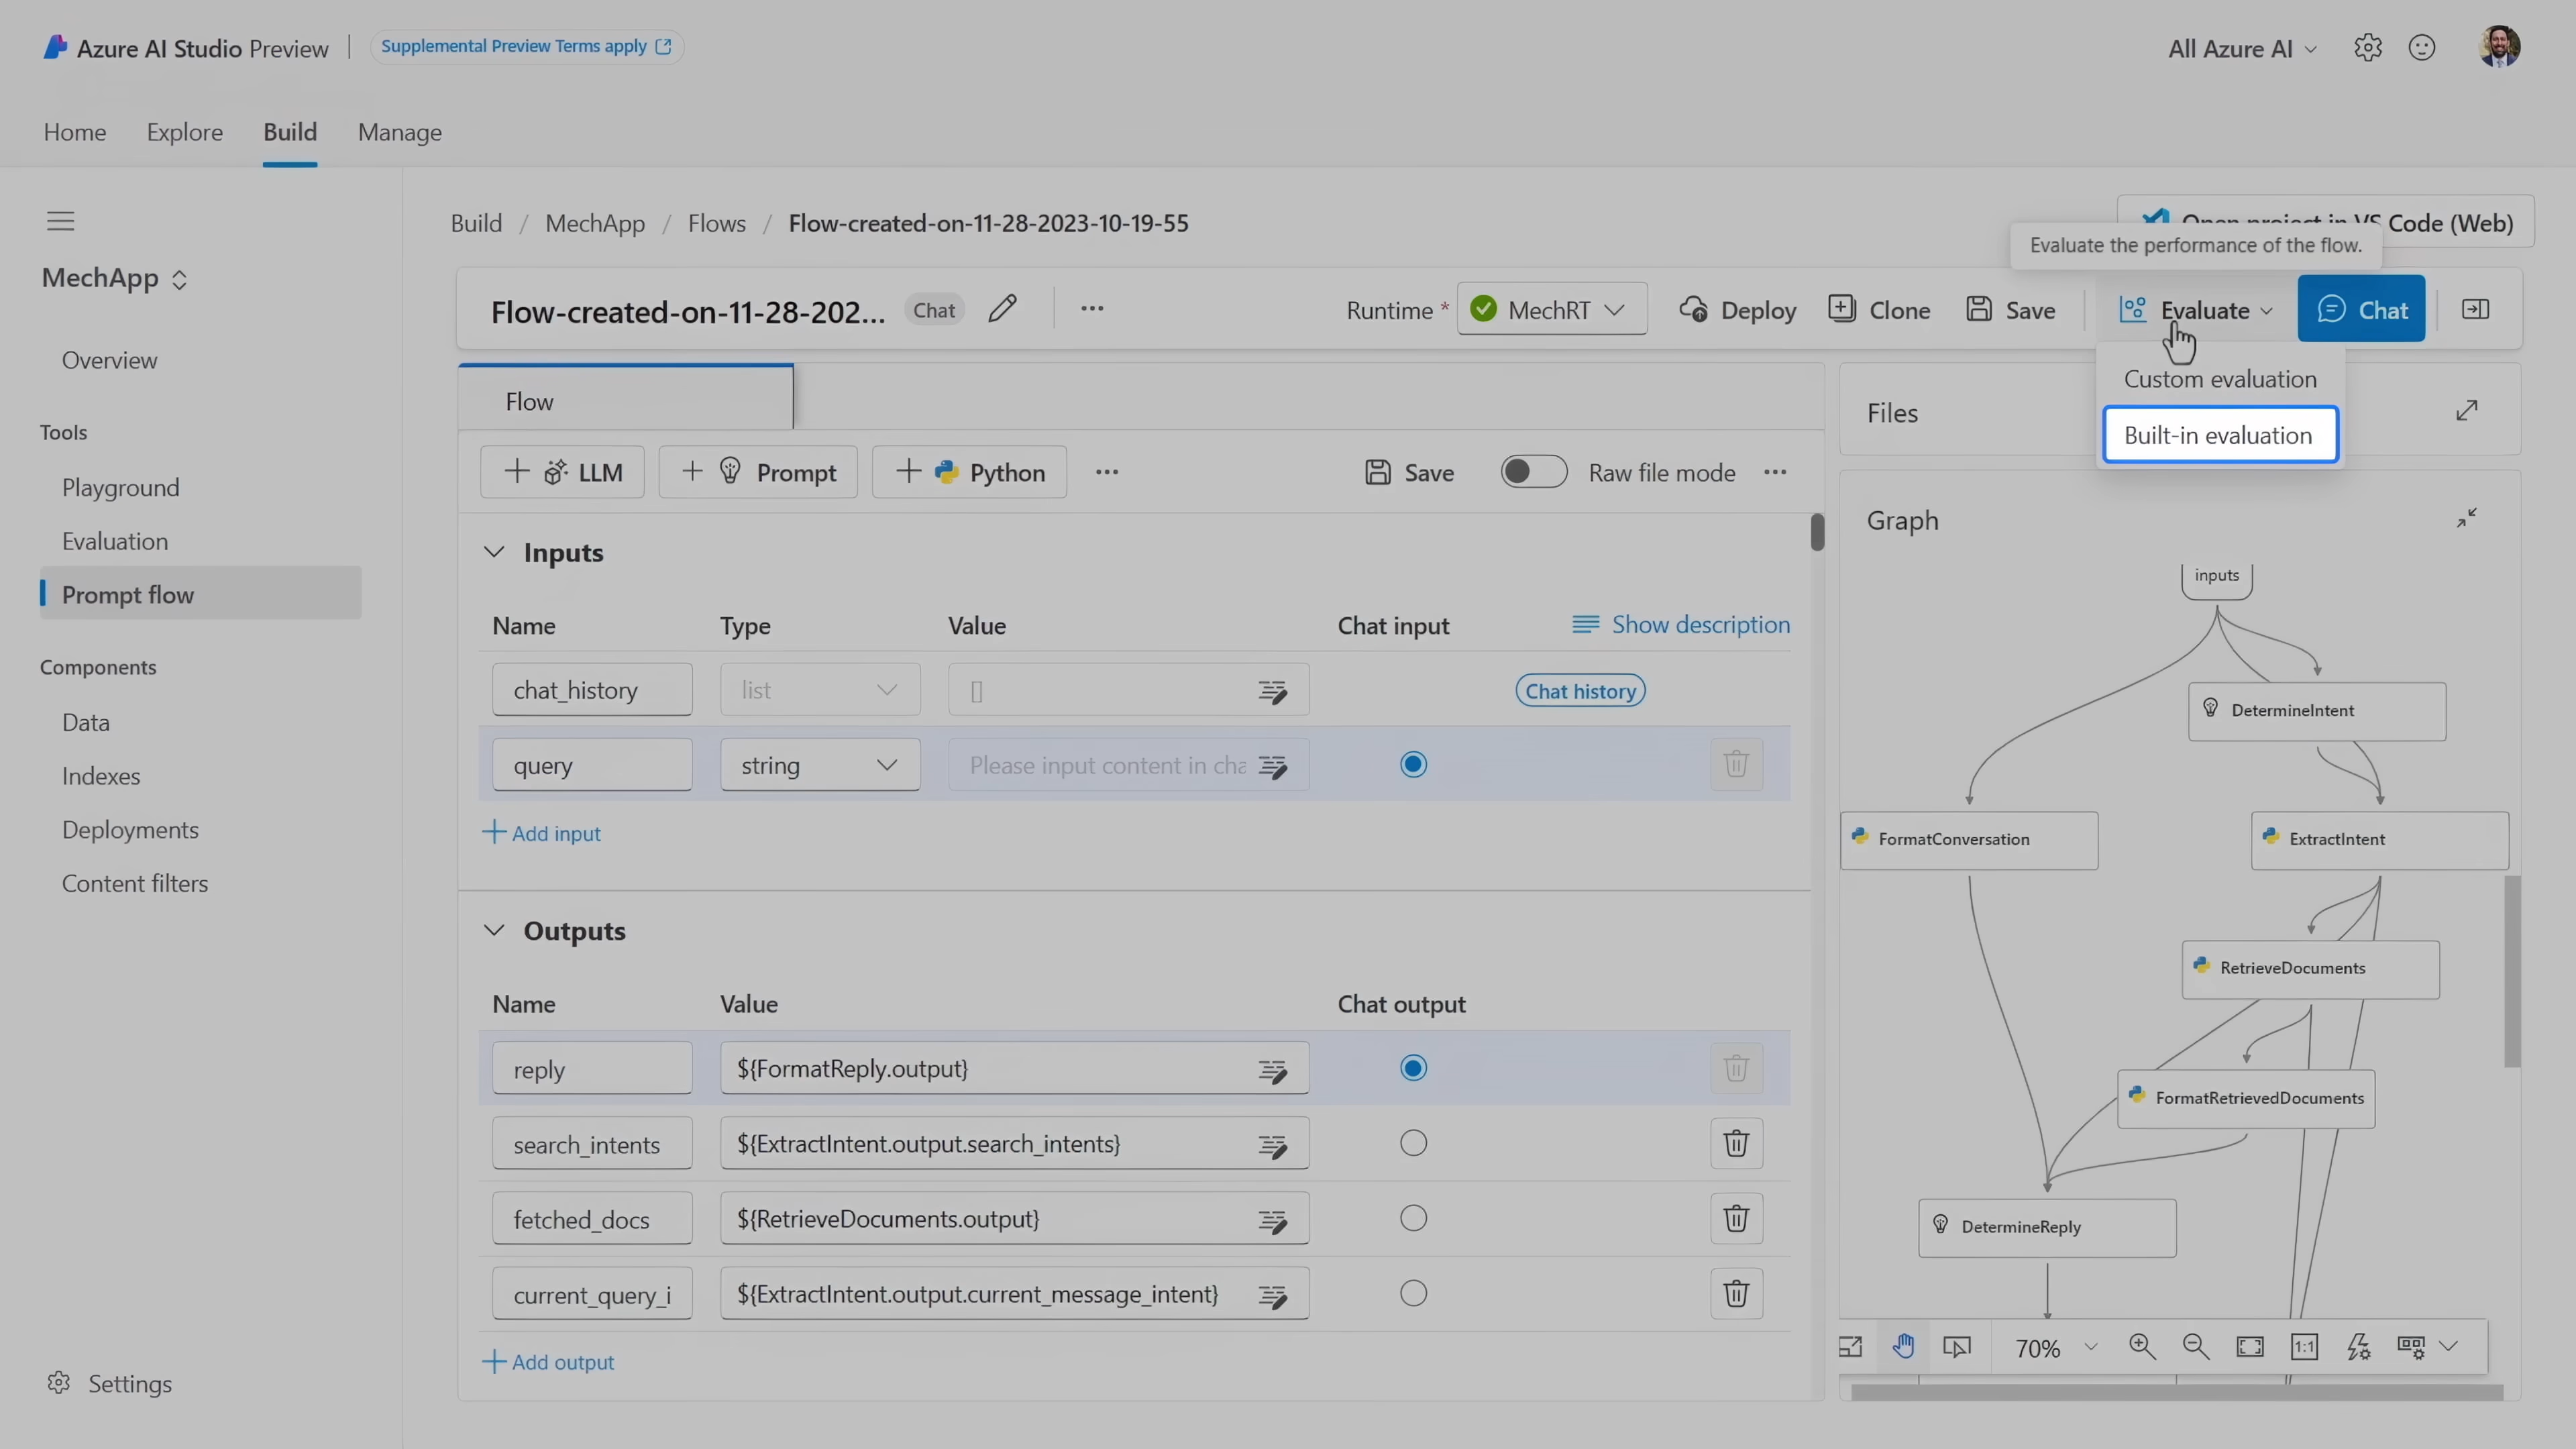 Azure AI Studio Preview
Supplemental Preview Terms apply
All Azure AI
Home
Explore
Build
Manage
MechApp
Overview
Tools
Playground
Evaluation
Prompt flow
Components
Data
Indexes
Deployments
Content filters
Settings
Build / MechApp / Flows / Flow-created-on-11-28-2023-10-19-55
Open project in VS Code (Web)
Evaluate the performance of the flow.
Flow-created-on-11-28-202...
Chat
Runtime *
MechRT
Deploy
Clone
Save
Evaluate
Chat
Custom evaluation
Built-in evaluation
Flow
LLM
Prompt
Python
Save
Raw file mode
Inputs
Name Type Value Chat input Show description
chat_history list [] Chat history
query string Please input content in cha
Add input
Outputs
Name Value Chat output
reply ${FormatReply.output}
search_intents ${ExtractIntent.output.search_intents}
fetched_docs ${RetrieveDocuments.output}
current_query_i ${ExtractIntent.output.current_message_intent}
Add output
Files
Graph
inputs
DetermineIntent
FormatConversation
ExtractIntent
RetrieveDocuments
FormatRetrievedDocuments
DetermineReply
70%
1:1